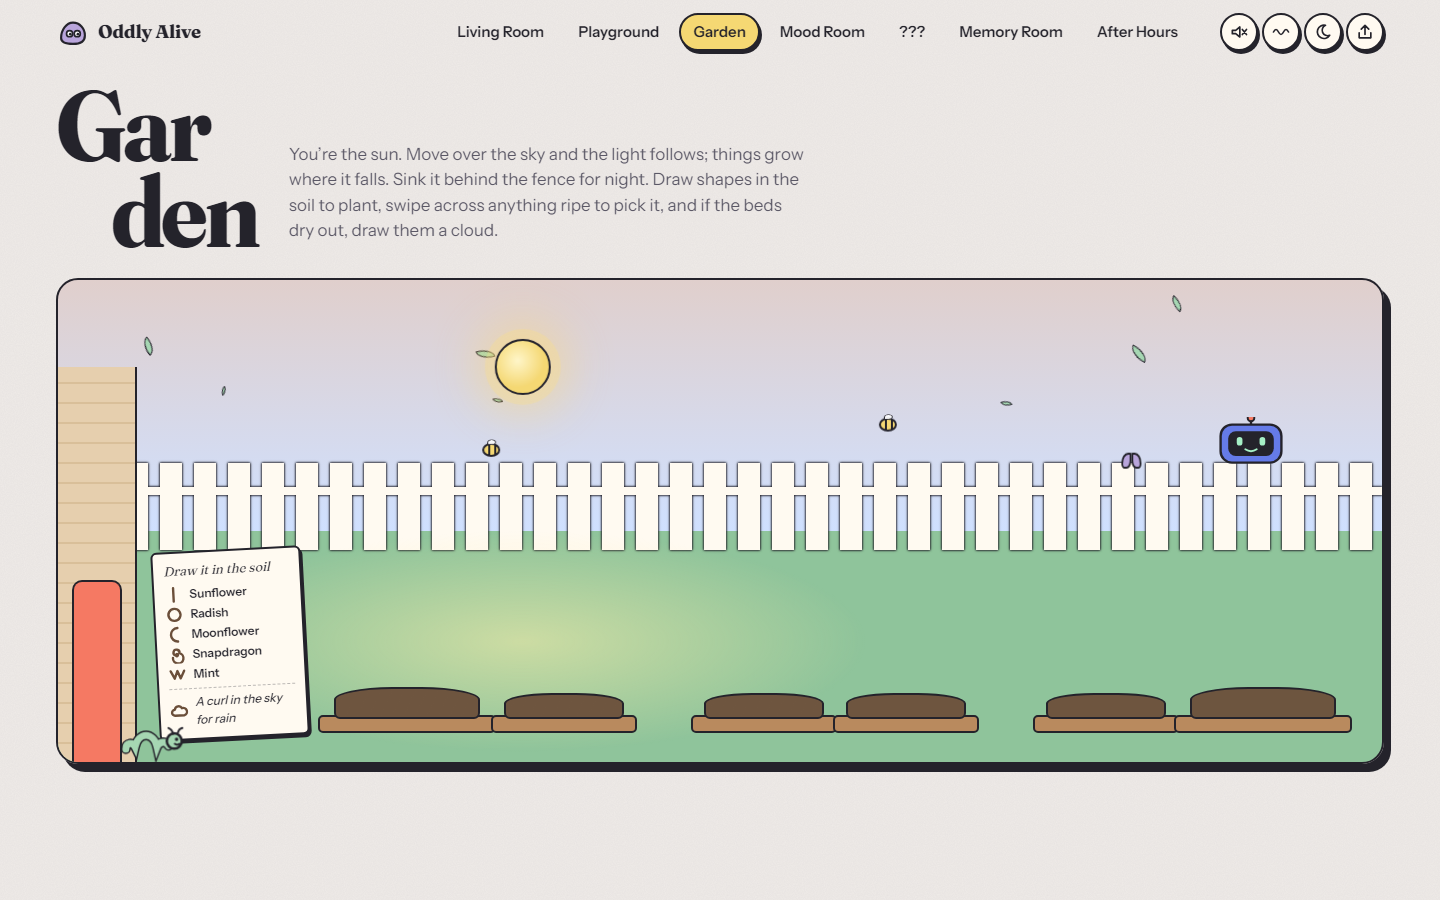 Oddly Alive
Living Room
Playground
Garden
Mood Room
???
Memory Room
After Hours
Gar
den
You’re the sun. Move over the sky and the light follows; things grow
where it falls. Sink it behind the fence for night. Draw shapes in the
soil to plant, swipe across anything ripe to pick it, and if the beds
dry out, draw them a cloud.
Draw it in the soil
Sunflower
Radish
Moonflower
Snapdragon
Mint
A curl in the sky
for rain